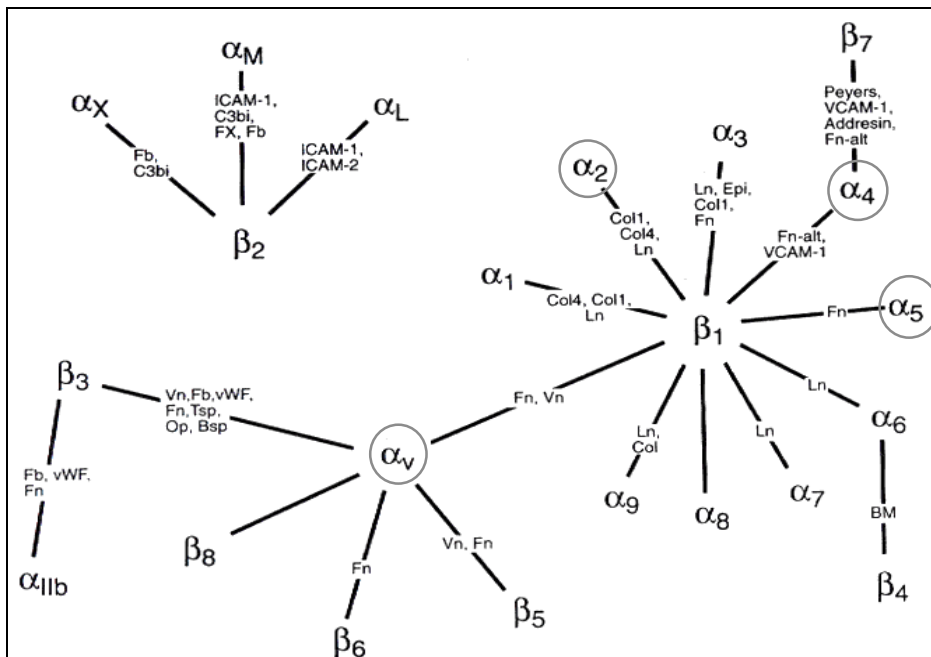 αM
β7
αX
ICAM-1,
C3bi,
FX, Fb
αL
Peyers,
VCAM-1,
Addresin,
Fn-alt
Fb,
C3bi
ICAM-1,
ICAM-2
α2
α3
α4
Ln, Epi,
Col1,
Fn
Col1,
Col4,
Ln
Fn-alt,
VCAM-1
β2
α1
Col4, Col1,
Ln
β1
Fn
α5
β3
Vn,Fb,vWF,
Fn,Tsp,
Op, Bsp
Fn, Vn
Ln
α6
αv
Ln,
Col
Ln
Fb, vWF,
Fn
α9
α8
α7
BM
β8
Fn
Vn, Fn
αIIb
β6
β5
β4